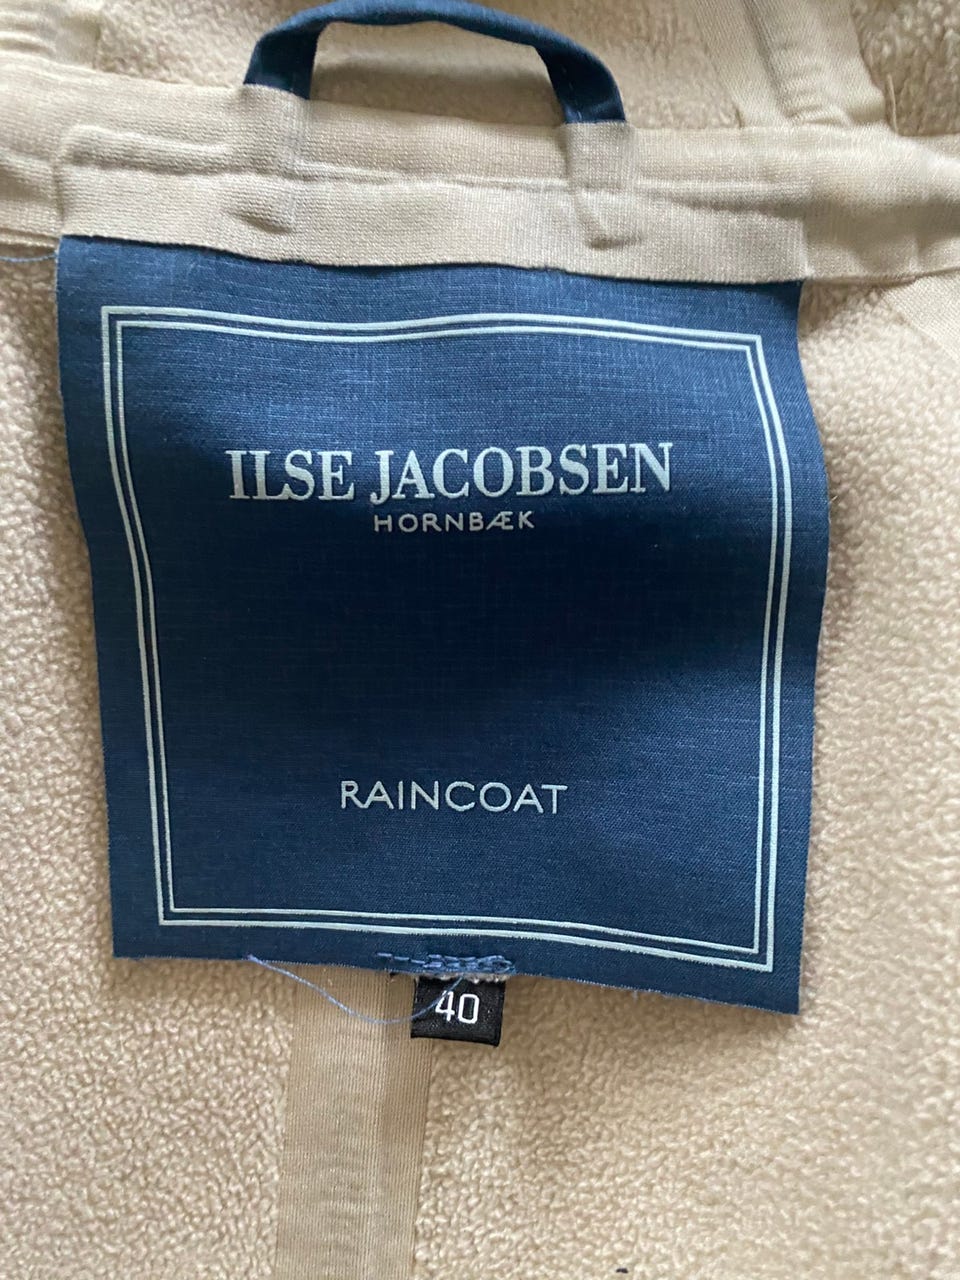 ILSE JACOBSEN
HORNBÆK
RAINCOAT
40